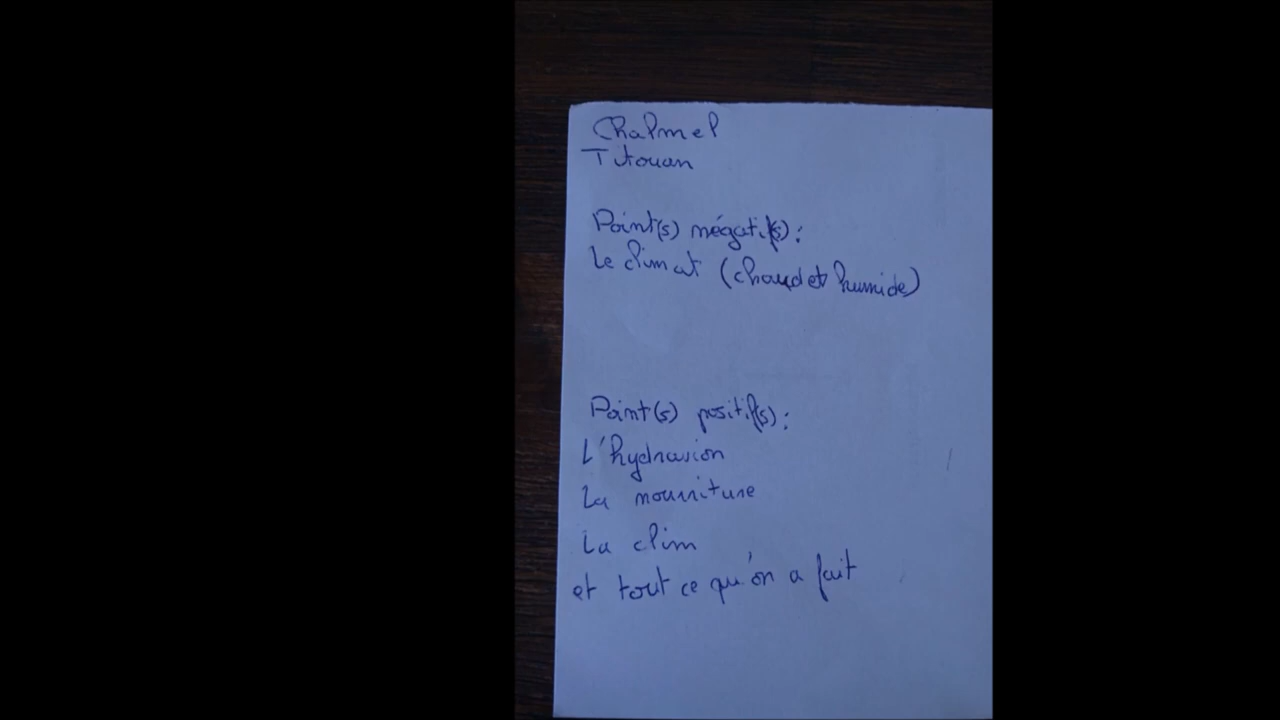 Chalmel
Titouan
Point(s) négatif(s):
Le climat (chaud et humide)
Point(s) positif(s):
L'hydravion
La nourriture
La clim
et tout ce qu'on a fait